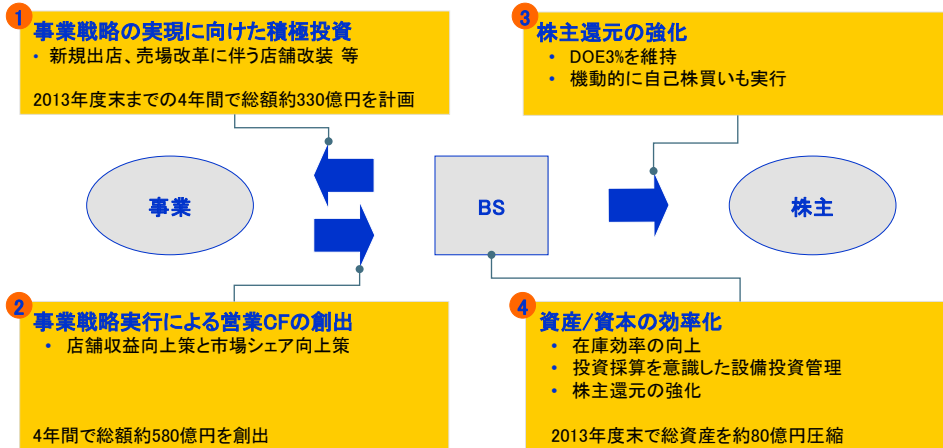 1
事業戦略の実現に向けた積極投資
• 新規出店、売場改革に伴う店舗改装 等
2013年度末までの4年間で総額約330億円を計画
3
株主還元の強化
• DOE3%を維持
• 機動的に自己株買いも実行
事業
BS
株主
2
事業戦略実行による営業CFの創出
• 店舗収益向上策と市場シェア向上策
4年間で総額約580億円を創出
4
資産/資本の効率化
• 在庫効率の向上
• 投資採算を意識した設備投資管理
• 株主還元の強化
2013年度末で総資産を約80億円圧縮